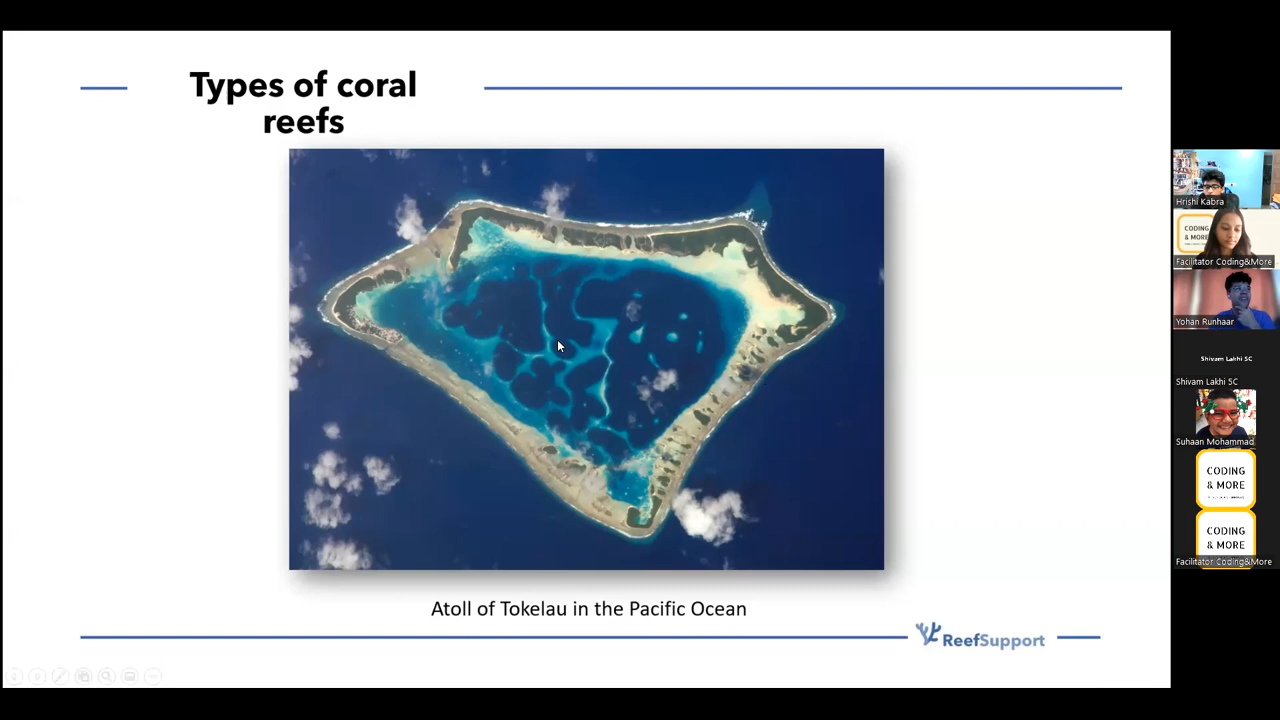 Types of coral
reefs
Atoll of Tokelau in the Pacific Ocean
ReefSupport
Hrishi Kabra
CODING
& MORE
Facilitator Coding&More
Yohan Runhaar
Shivam Lakhi 5C
Shivam Lakhi 5C
Suhaan Mohammad
CODING
& MORE
CODING
& MORE
Facilitator Coding&More